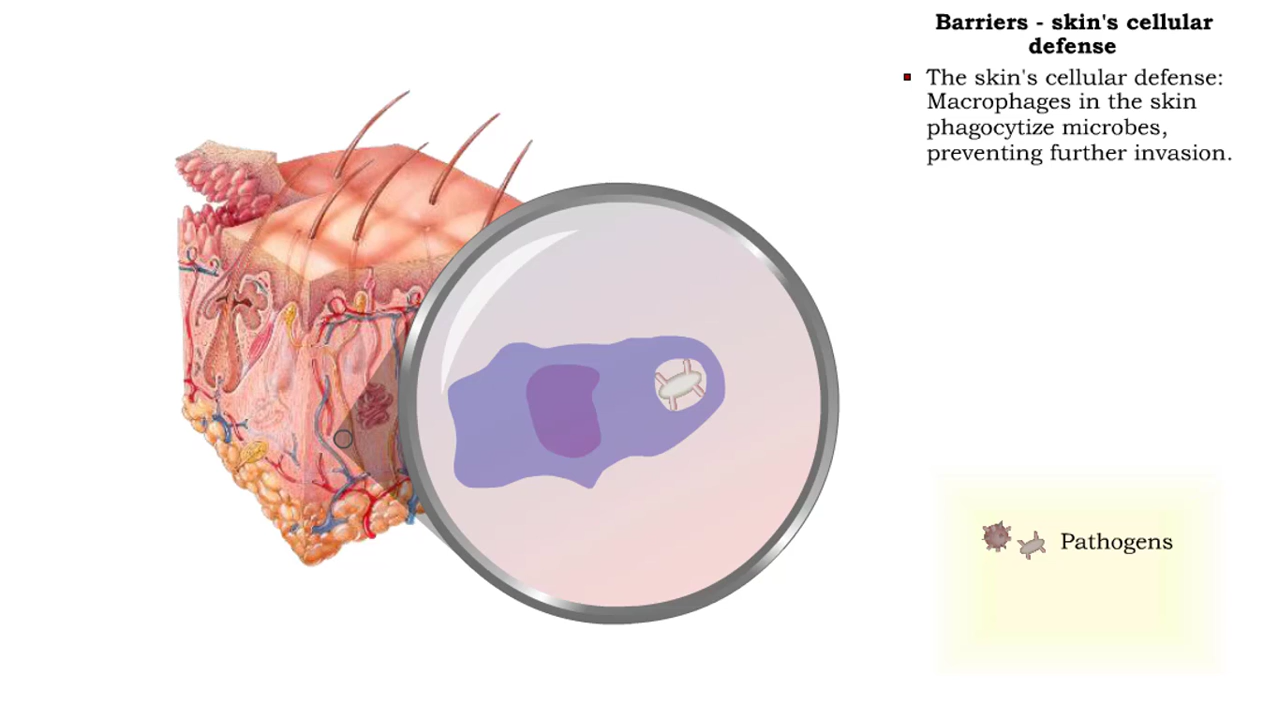 Barriers - skin's cellular
defense
The skin's cellular defense:
Macrophages in the skin
phagocytize microbes,
preventing further invasion.
Pathogens